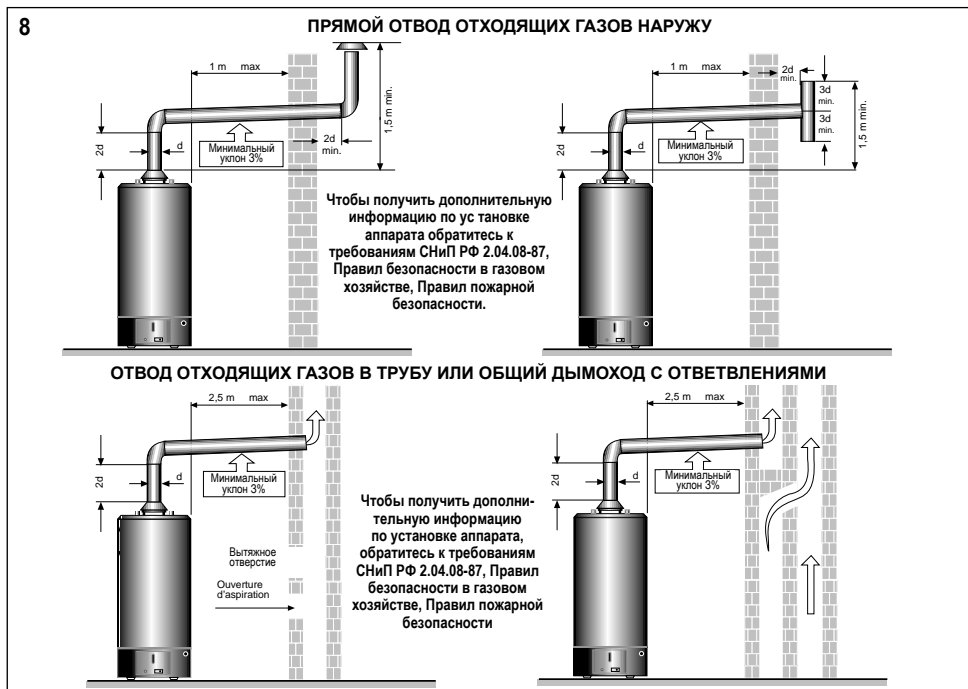 8
ПРЯМОЙ ОТВОД ОТХОДЯЩИХ ГАЗОВ НАРУЖУ
1 m max
2d
d
Минимальный
уклон 3%
2d
min.
1,5 m min.
1 m max
2d
d
Минимальный
уклон 3%
2d
min.
3d
min.
3d
min.
1,5 m min.
Чтобы получить дополнительную
информацию по ус тановке
аппарата обратитесь к
требованиям СНиП РФ 2.04.08-87,
Правил безопасности в газовом
хозяйстве, Правил пожарной
безопасности.
ОТВОД ОТХОДЯЩИХ ГАЗОВ В ТРУБУ ИЛИ ОБЩИЙ ДЫМОХОД С ОТВЕТВЛЕНИЯМИ
2,5 m max
2d
d
Минимальный
уклон 3%
Вытяжное
отверстие
Ouverture
d'aspiration
Чтобы получить дополни-
тельную информацию
по установке аппарата,
обратитесь к требованиям
СНиП РФ 2.04.08-87, Правил
безопасности в газовом
хозяйстве, Правил пожарной
безопасности
2,5 m max
2d
d
Минимальный
уклон 3%